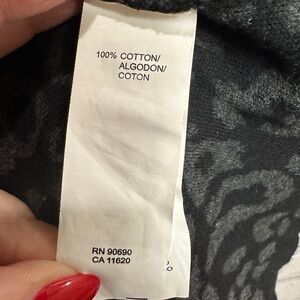 100% COTTON/
ALGODON/
COTON
RN 90690
CA 11620